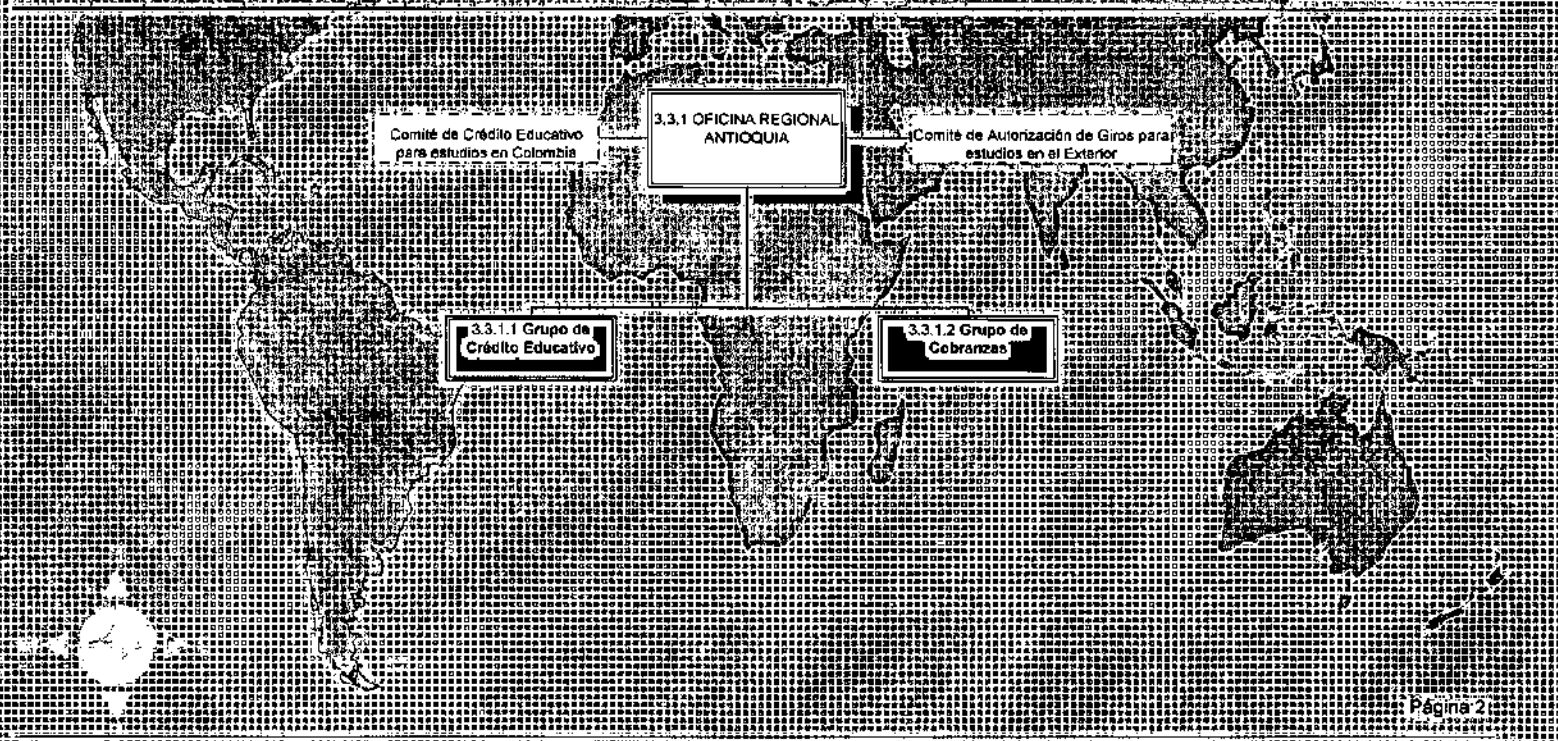 Comité de Crédito Educativo
para estudios en Colombia
3.3.1 OFICINA REGIONAL
ANTIOQUIA
Comité de Autorización de Giros para
estudios en el Exterior
3.3.1.1 Grupo de
Crédito Educativo
3.3.1.2 Grupo de
Cobranzas
Página 2